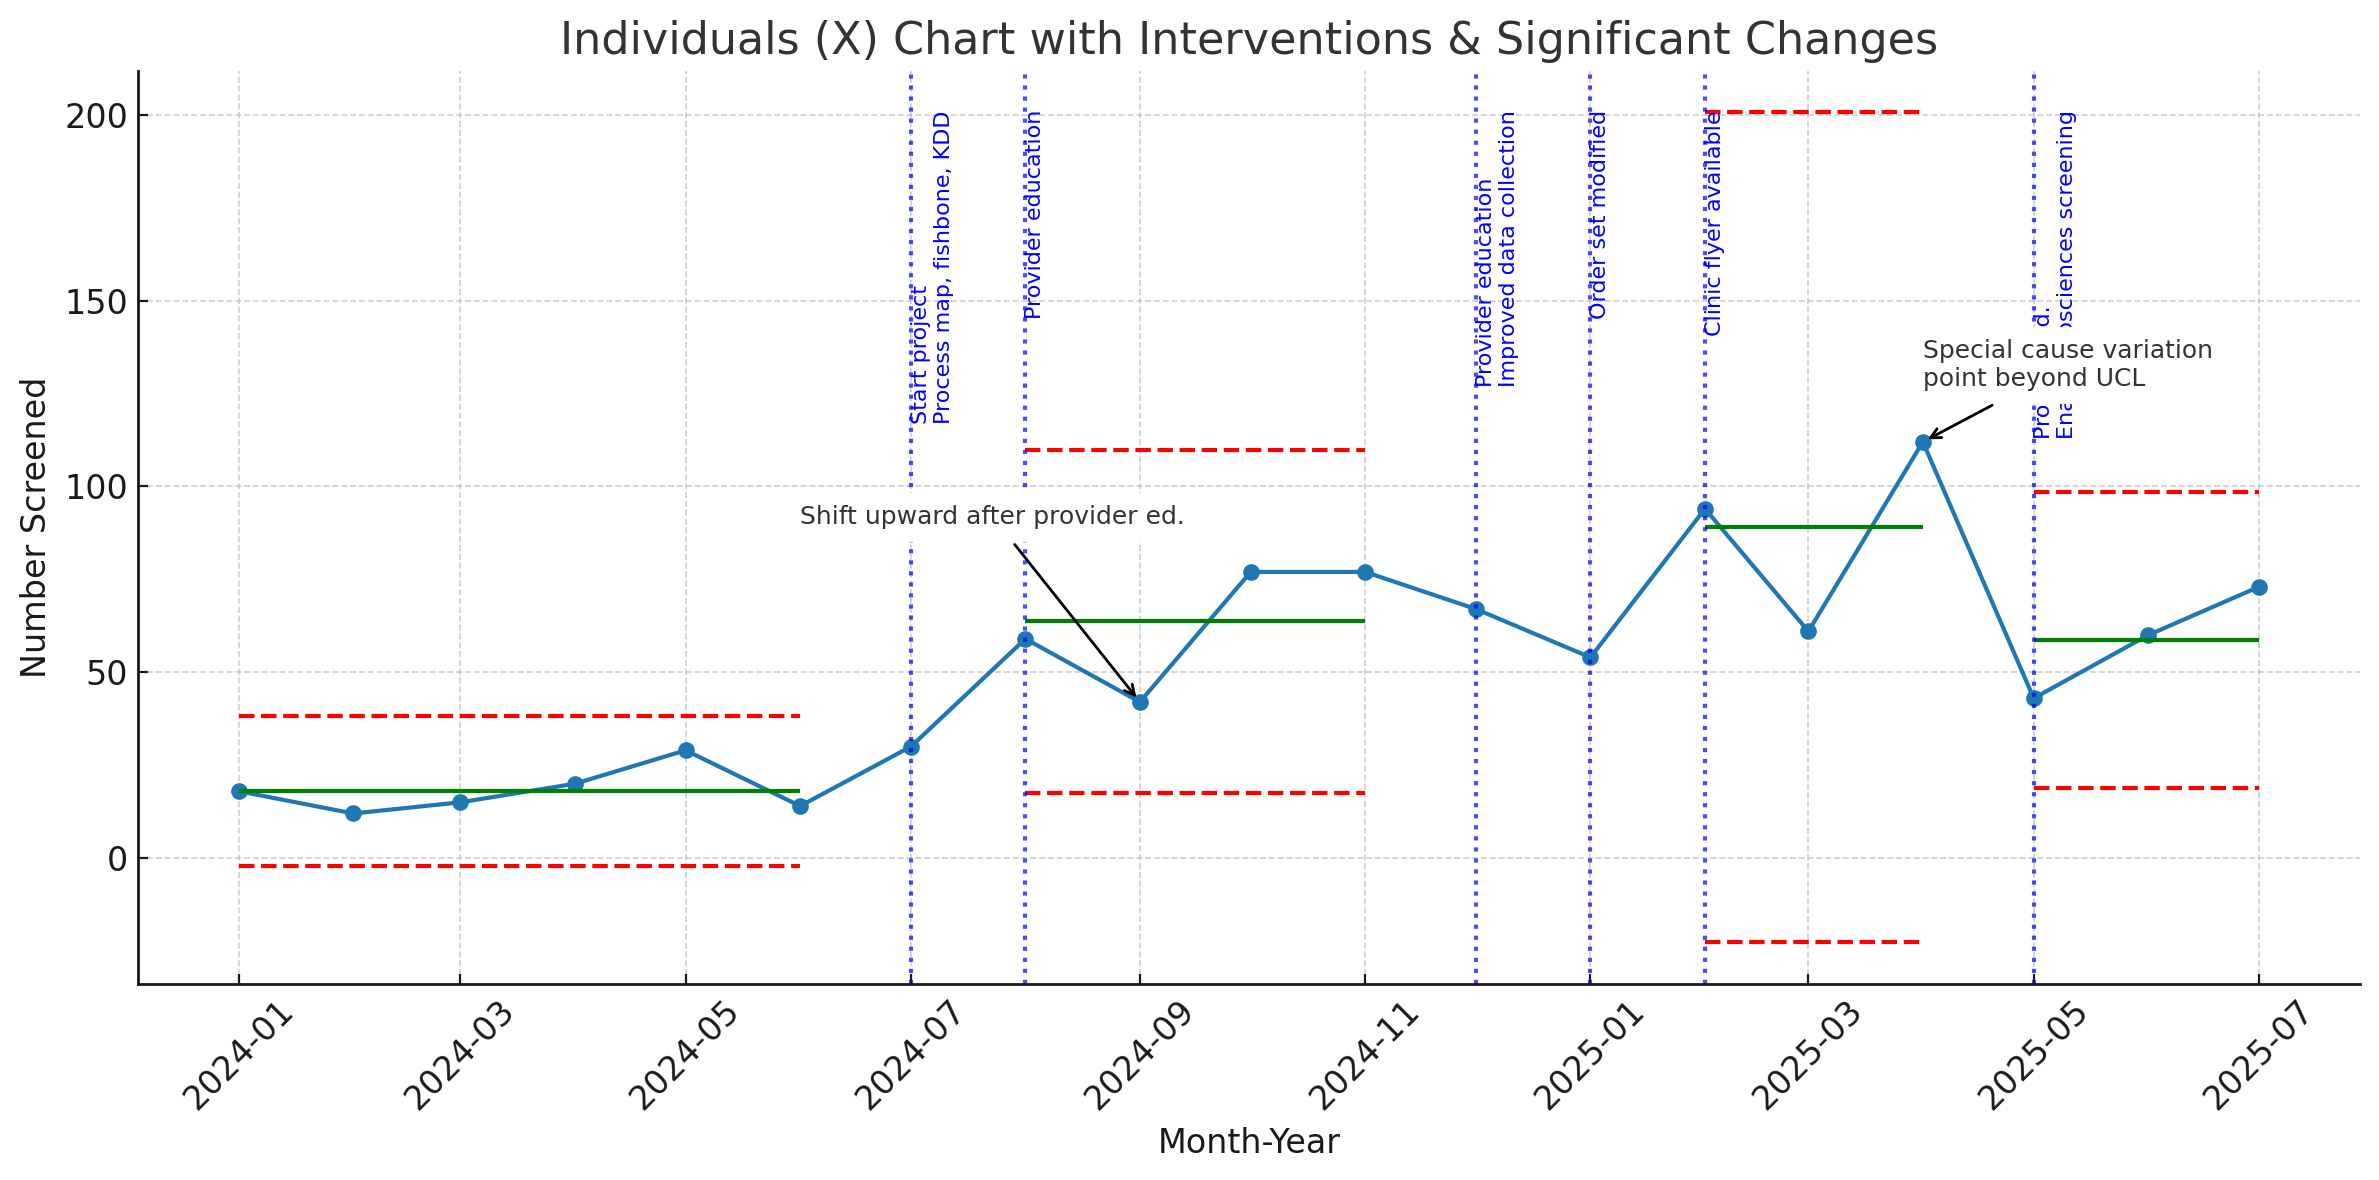 Individuals (X) Chart with Interventions & Significant Changes
Number Screened
200
150
100
50
0
Start project
Process map, fishbone, KDD
Provider education
Provider education
Improved data collection
Order set modified
Clinic flyer available
d.
sciences screening
Special cause variation
point beyond UCL
Shift upward after provider ed.
2024-01
2024-03
2024-05
2024-07
2024-09
2024-11
2025-01
2025-03
2025-05
2025-07
Month-Year